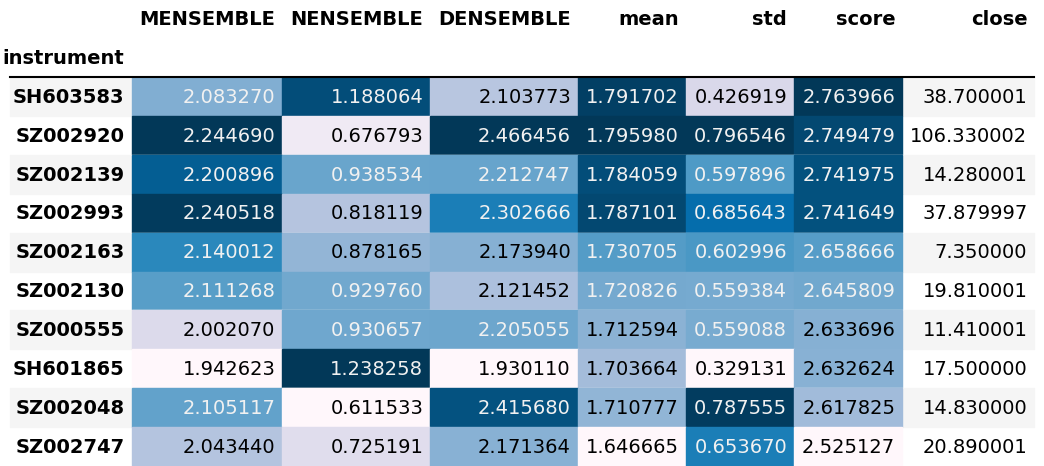 MENSEMBLE NENSEMBLE DENSEMBLE mean std score close
instrument
SH603583 2.083270 1.188064 2.103773 1.791702 0.426919 2.763966 38.700001
SZ002920 2.244690 0.676793 2.466456 1.795980 0.796546 2.749479 106.330002
SZ002139 2.200896 0.938534 2.212747 1.784059 0.597896 2.741975 14.280001
SZ002993 2.240518 0.818119 2.302666 1.787101 0.685643 2.741649 37.879997
SZ002163 2.140012 0.878165 2.173940 1.730705 0.602996 2.658666 7.350000
SZ002130 2.111268 0.929760 2.121452 1.720826 0.559384 2.645809 19.810001
SZ000555 2.002070 0.930657 2.205055 1.712594 0.559088 2.633696 11.410001
SH601865 1.942623 1.238258 1.930110 1.703664 0.329131 2.632624 17.500000
SZ002048 2.105117 0.611533 2.415680 1.710777 0.787555 2.617825 14.830000
SZ002747 2.043440 0.725191 2.171364 1.646665 0.653670 2.525127 20.890001